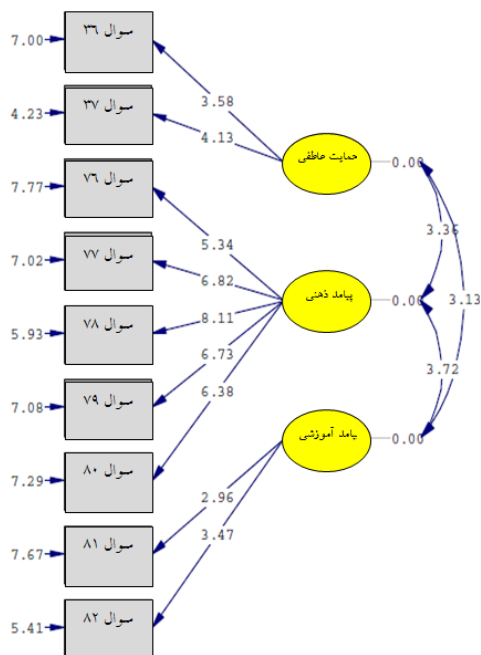 سوال ۳۶
7.00
3.58
سوال ۳۷
4.23
4.13
حمایت عاطفی
0.00
سوال ۷۶
7.77
5.34
3.36
سوال ۷۷
7.02
6.82
پیامد ذهنی
0.00
3.13
سوال ۷۸
5.93
8.11
سوال ۷۹
7.08
6.73
3.72
6.38
پیامد آموزشی
0.00
سوال ۸۰
7.29
2.96
سوال ۸۱
7.67
3.47
سوال ۸۲
5.41